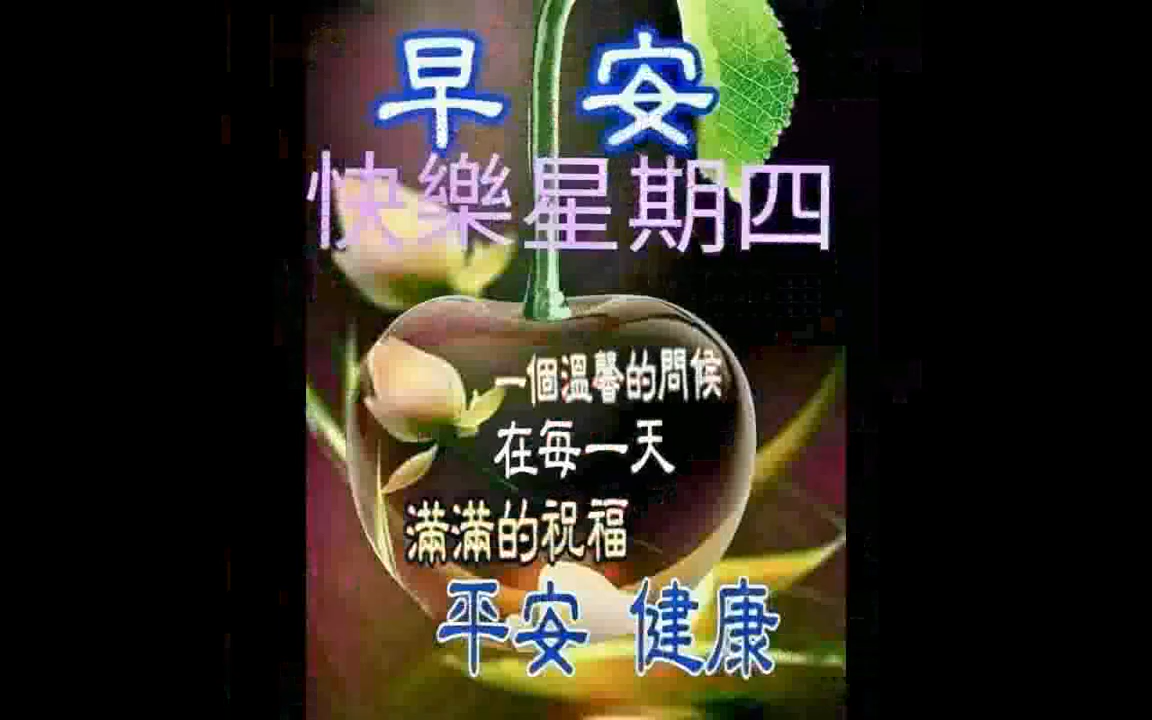 早 安
快樂星期四
一個溫馨的問候
在每一天
滿滿的祝福
平安 健康